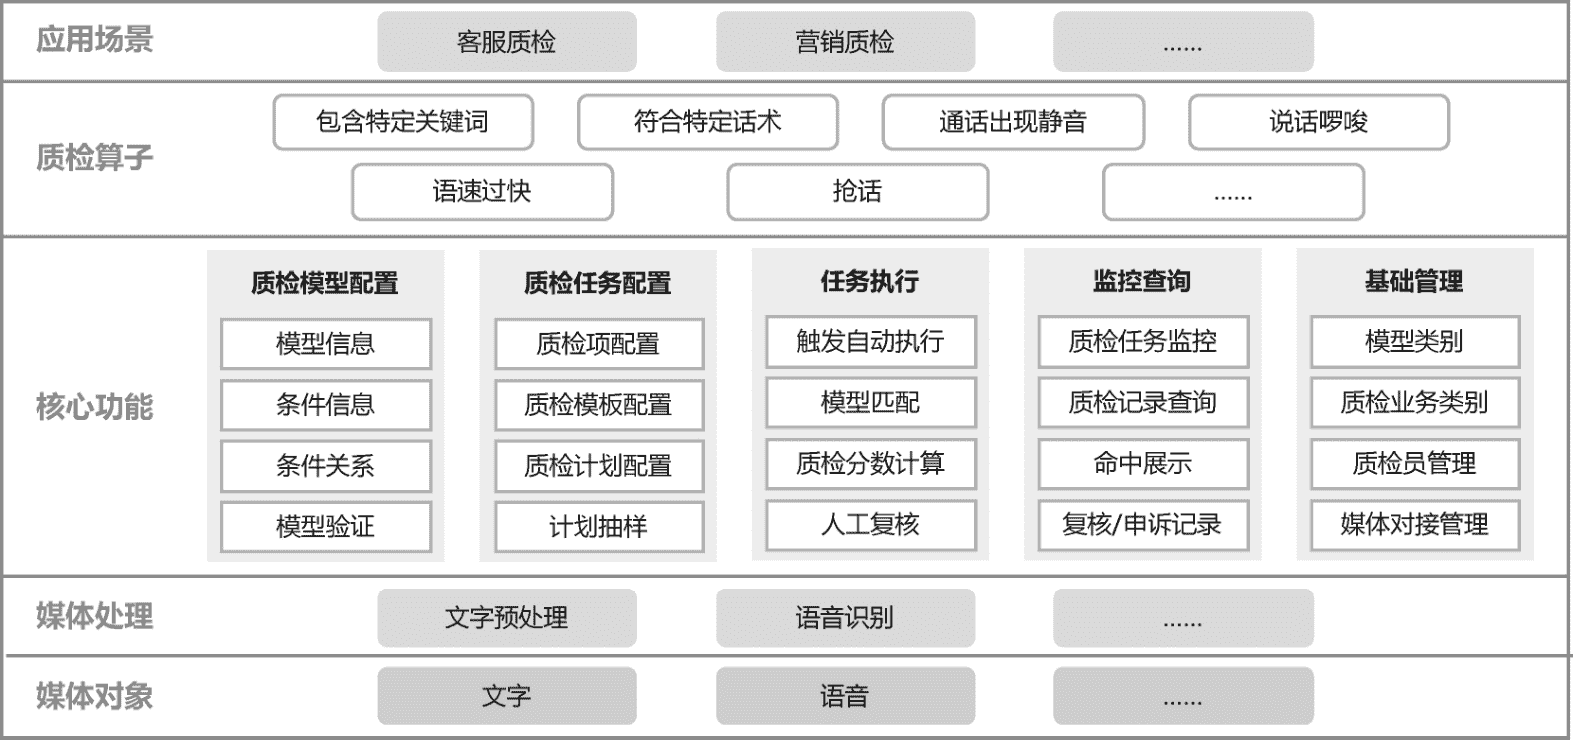 应用场景
客服质检
营销质检
……
质检算子
包含特定关键词
符合特定话术
通话出现静音
说话啰唆
语速过快
抢话
……
核心功能
质检模型配置
模型信息
条件信息
条件关系
模型验证
质检任务配置
质检项配置
质检模板配置
质检计划配置
计划抽样
任务执行
触发自动执行
模型匹配
质检分数计算
人工复核
监控查询
质检任务监控
质检记录查询
命中展示
复核/申诉记录
基础管理
模型类别
质检业务类别
质检员管理
媒体对接管理
媒体处理
文字预处理
语音识别
……
媒体对象
文字
语音
……